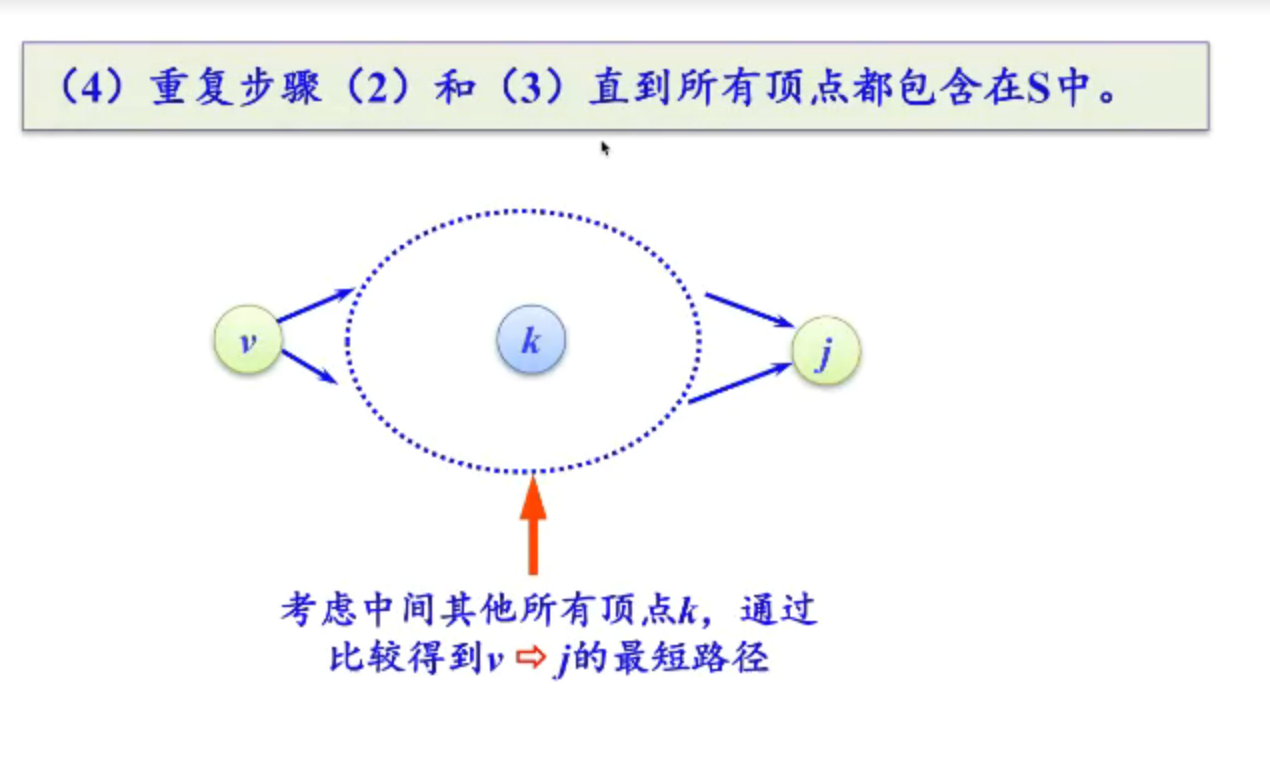 （4）重复步骤（2）和（3）直到所有顶点都包含在S中。
v
k
j
考虑中间其他所有顶点k，通过
比较得到v ⇨ j的最短路径